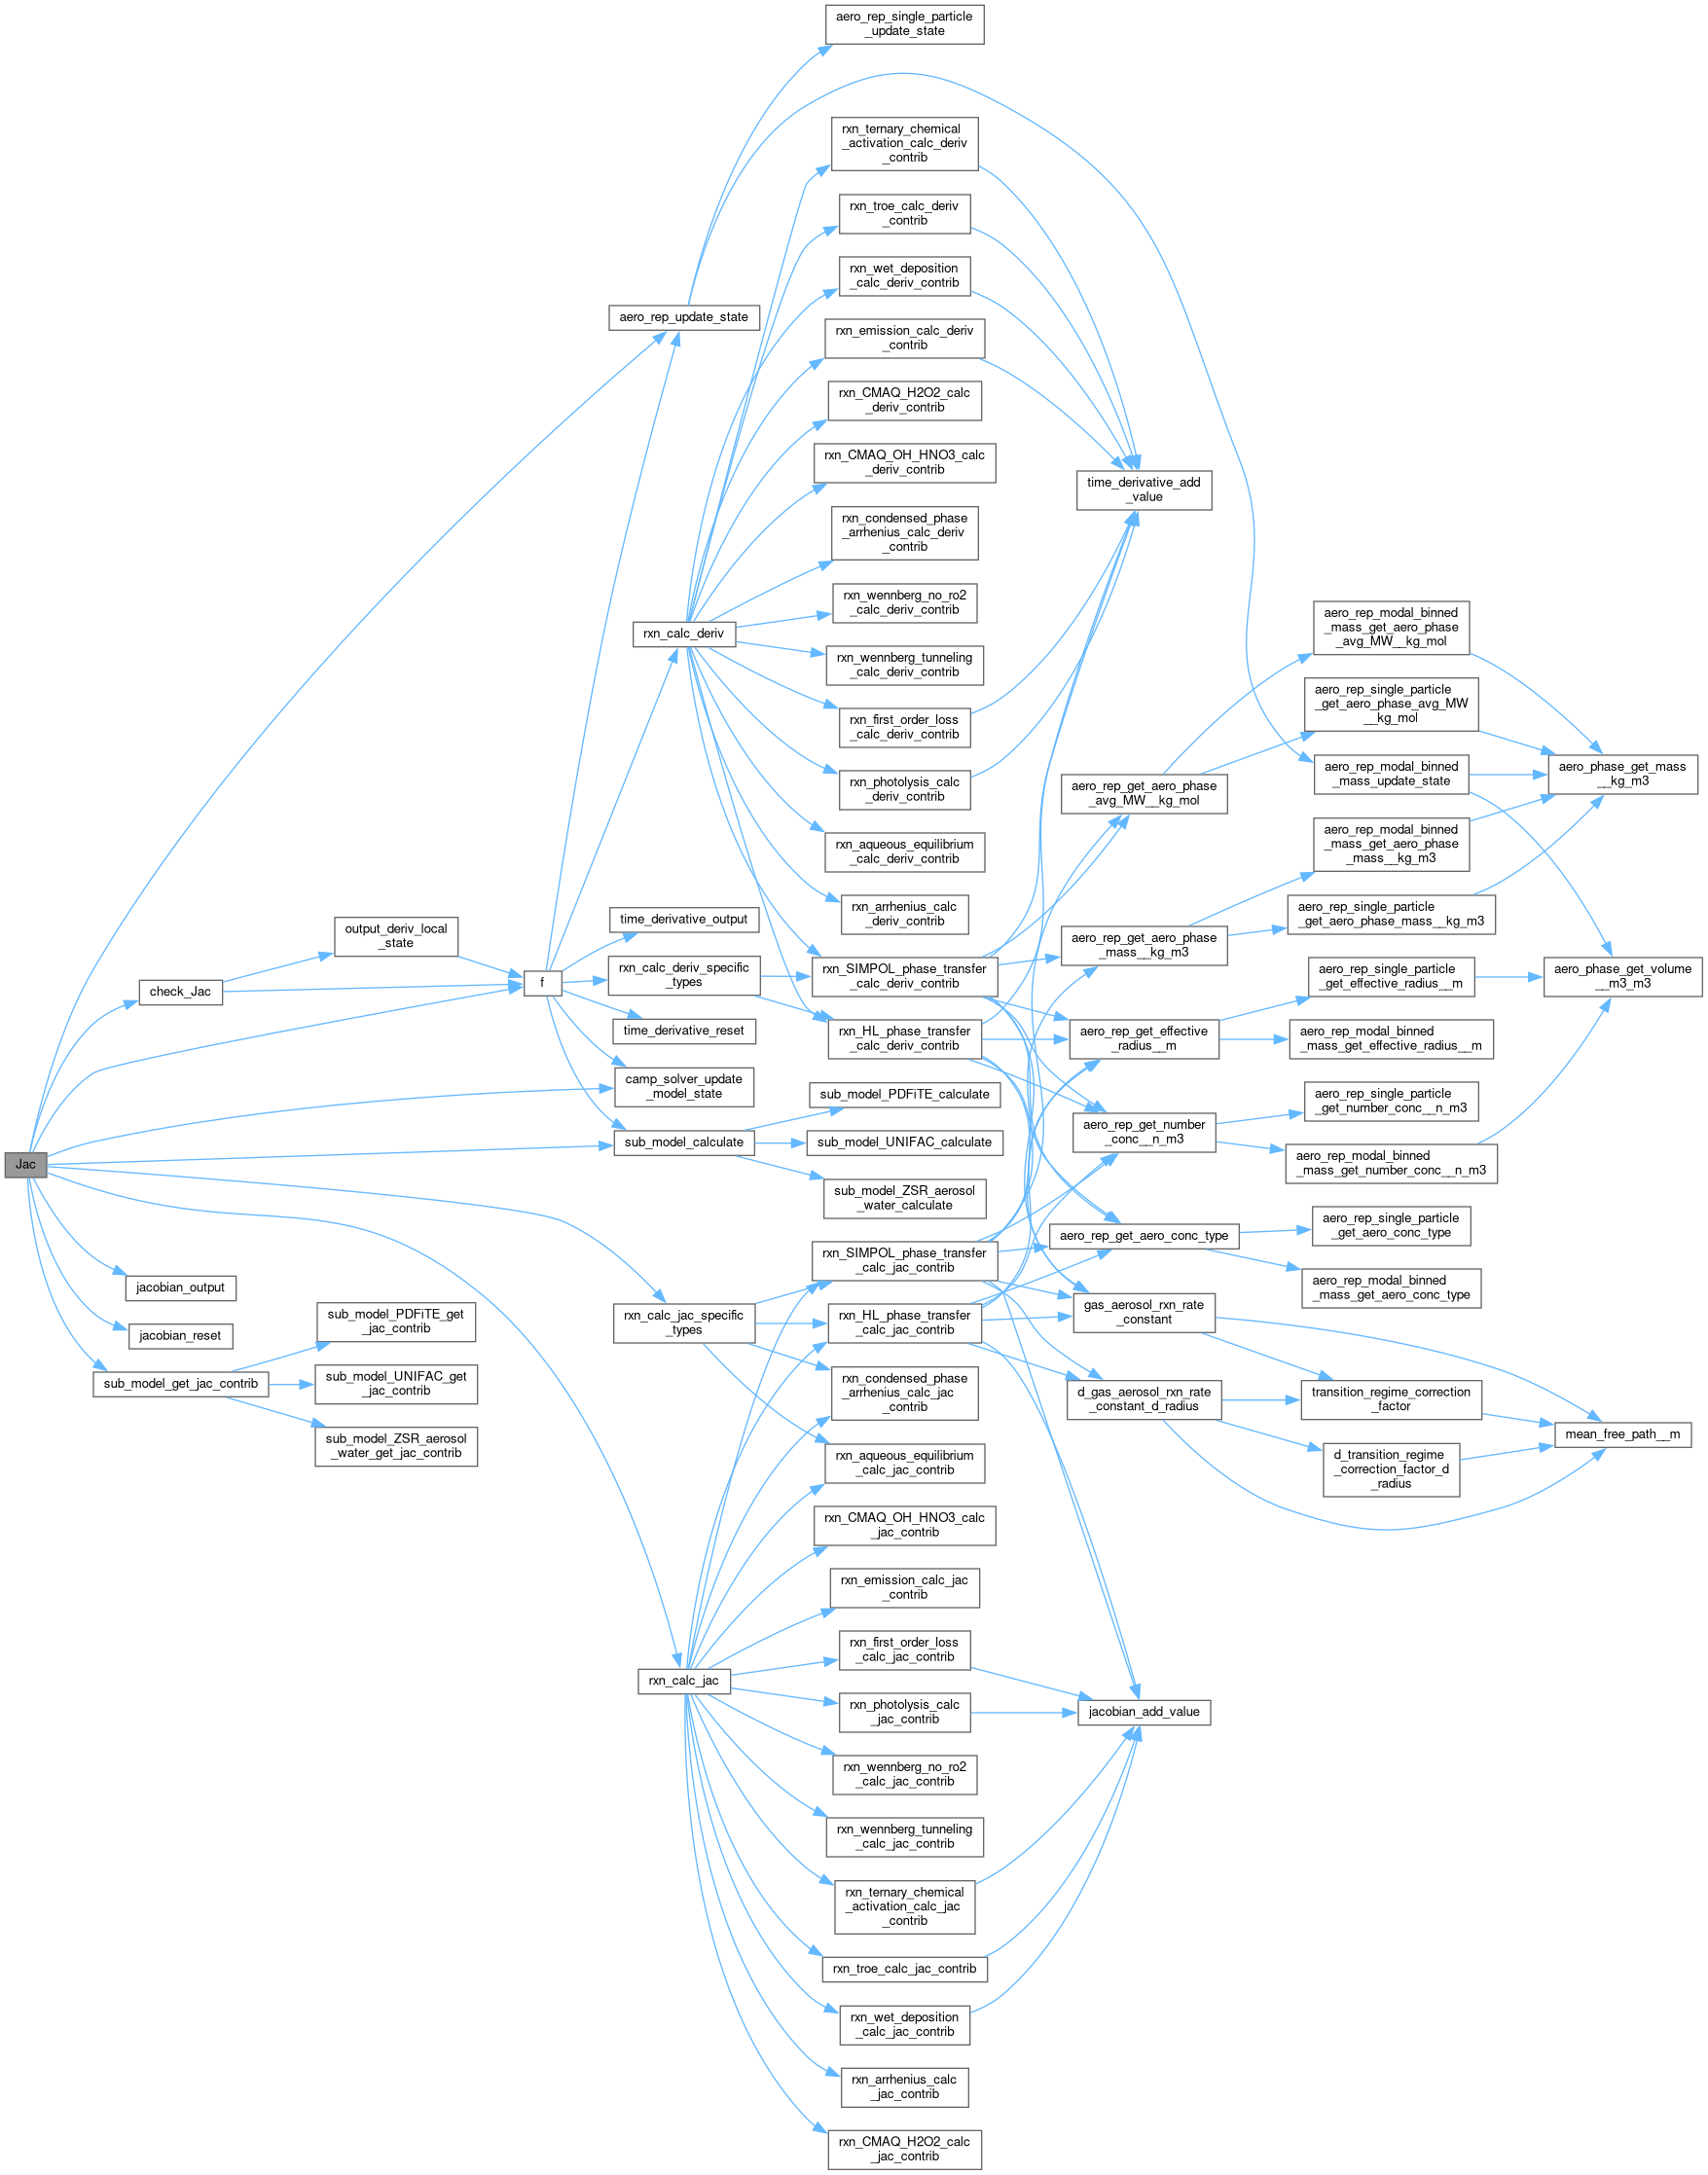 Jac
check_Jac
jacobian_output
jacobian_reset
sub_model_get_jac_contrib
output_deriv_local
_state
sub_model_PDFiTE_get
_jac_contrib
sub_model_UNIFAC_get
_jac_contrib
sub_model_ZSR_aerosol
_water_get_jac_contrib
f
aero_rep_update_state
rxn_calc_deriv
time_derivative_output
rxn_calc_deriv_specific
_types
time_derivative_reset
camp_solver_update
_model_state
sub_model_calculate
rxn_calc_jac_specific
_types
rxn_calc_jac
aero_rep_single_particle
_update_state
rxn_ternary_chemical
_activation_calc_deriv
_contrib
rxn_troe_calc_deriv
_contrib
rxn_wet_deposition
_calc_deriv_contrib
rxn_emission_calc_deriv
_contrib
rxn_CMAQ_H2O2_calc
_deriv_contrib
rxn_CMAQ_OH_HNO3_calc
_deriv_contrib
rxn_condensed_phase
_arrhenius_calc_deriv
_contrib
rxn_wennberg_no_ro2
_calc_deriv_contrib
rxn_wennberg_tunneling
_calc_deriv_contrib
rxn_first_order_loss
_calc_deriv_contrib
rxn_photolysis_calc
_deriv_contrib
rxn_aqueous_equilibrium
_calc_deriv_contrib
rxn_arrhenius_calc
_deriv_contrib
rxn_SIMPOL_phase_transfer
_calc_deriv_contrib
rxn_HL_phase_transfer
_calc_deriv_contrib
sub_model_PDFiTE_calculate
sub_model_UNIFAC_calculate
sub_model_ZSR_aerosol
_water_calculate
rxn_SIMPOL_phase_transfer
_calc_jac_contrib
rxn_HL_phase_transfer
_calc_jac_contrib
rxn_condensed_phase
_arrhenius_calc_jac
_contrib
rxn_aqueous_equilibrium
_calc_jac_contrib
rxn_CMAQ_OH_HNO3_calc
_jac_contrib
rxn_emission_calc_jac
_contrib
rxn_first_order_loss
_calc_jac_contrib
rxn_photolysis_calc
_jac_contrib
rxn_wennberg_no_ro2
_calc_jac_contrib
rxn_wennberg_tunneling
_calc_jac_contrib
rxn_ternary_chemical
_activation_calc_jac
_contrib
rxn_troe_calc_jac_contrib
rxn_wet_deposition
_calc_jac_contrib
rxn_arrhenius_calc
_jac_contrib
rxn_CMAQ_H2O2_calc
_jac_contrib
time_derivative_add
_value
aero_rep_get_aero_phase
_avg_MW__kg_mol
aero_rep_get_aero_phase
_mass__kg_m3
aero_rep_get_effective
_radius__m
aero_rep_get_number
_conc__n_m3
aero_rep_get_aero_conc_type
gas_aerosol_rxn_rate
_constant
d_gas_aerosol_rxn_rate
_constant_d_radius
jacobian_add_value
aero_rep_modal_binned
_mass_get_aero_phase
_avg_MW__kg_mol
aero_rep_single_particle
_get_aero_phase_avg_MW
__kg_mol
aero_rep_modal_binned
_mass_update_state
aero_rep_modal_binned
_mass_get_aero_phase
_mass__kg_m3
aero_rep_single_particle
_get_aero_phase_mass__kg_m3
aero_rep_single_particle
_get_effective_radius__m
aero_rep_modal_binned
_mass_get_effective_radius__m
aero_rep_single_particle
_get_number_conc__n_m3
aero_rep_modal_binned
_mass_get_number_conc__n_m3
aero_rep_single_particle
_get_aero_conc_type
aero_rep_modal_binned
_mass_get_aero_conc_type
transition_regime_correction
_factor
d_transition_regime
_correction_factor_d
_radius
aero_phase_get_mass
__kg_m3
aero_phase_get_volume
__m3_m3
mean_free_path__m